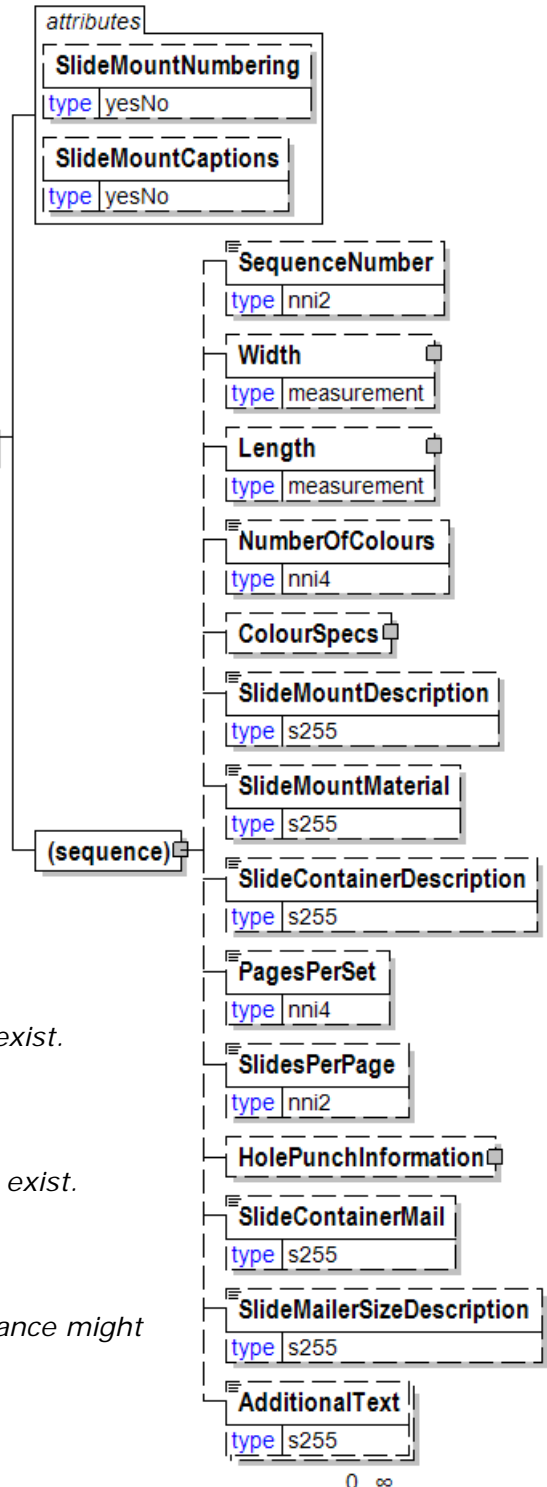 attributes
SlideMountNumbering
type yesNo
SlideMountCaptions
type yesNo
SequenceNumber
type nni2
Width
type measurement
Length
type measurement
NumberOfColours
type nni4
ColourSpecs
SlideMountDescription
type s255
SlideMountMaterial
type s255
(sequence)
SlideContainerDescription
type s255
PagesPerSet
type nni4
exist.
SlidesPerPage
type nni2
HolePunchInformation
exist.
SlideContainerMail
type s255
SlideMailerSizeDescription
ance might
type s255
AdditionalText
type s255
0 ∞